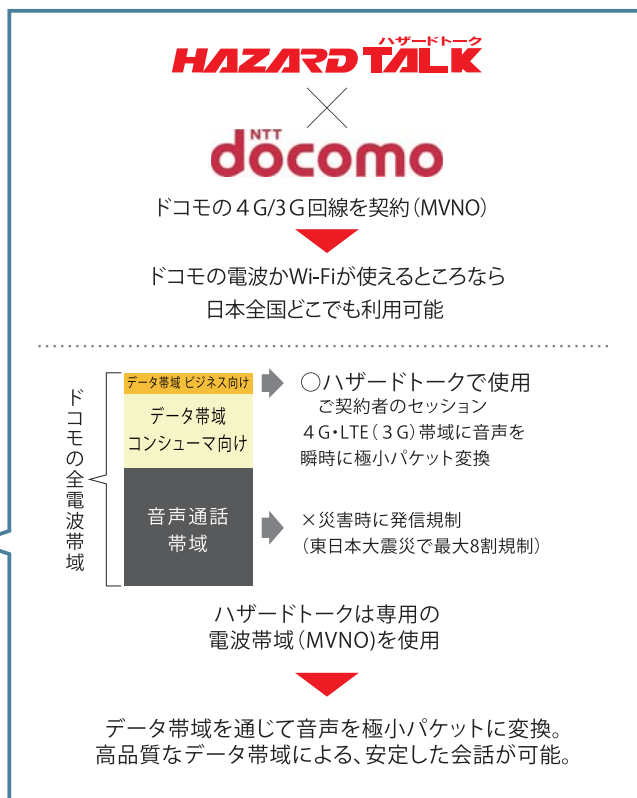 ハザードトーク
HAZARD TALK
NTT
döcomo
ドコモの4G/3G回線を契約(MVNO)
ドコモの電波かWi-Fiが使えるところなら
日本全国どこでも利用可能
ドコモの全電波帯域
データ帯域 ビジネス向け
○ハザードトークで使用
ご契約者のセッション
4G・LTE(3G)帯域に音声を
瞬時に極小パケット変換
データ帯域
コンシューマ向け
音声通話
帯域
×災害時に発信規制
(東日本大震災で最大8割規制)
ハザードトークは専用の
電波帯域(MVNO)を使用
データ帯域を通じて音声を極小パケットに変換。
高品質なデータ帯域による、安定した会話が可能。